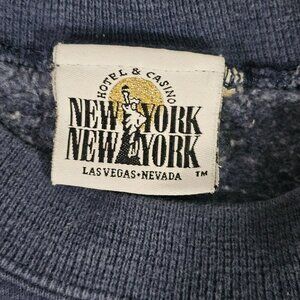 HOTEL & CASINO
NEW YORK
NEW YORK
LAS VEGAS • NEVADA TM